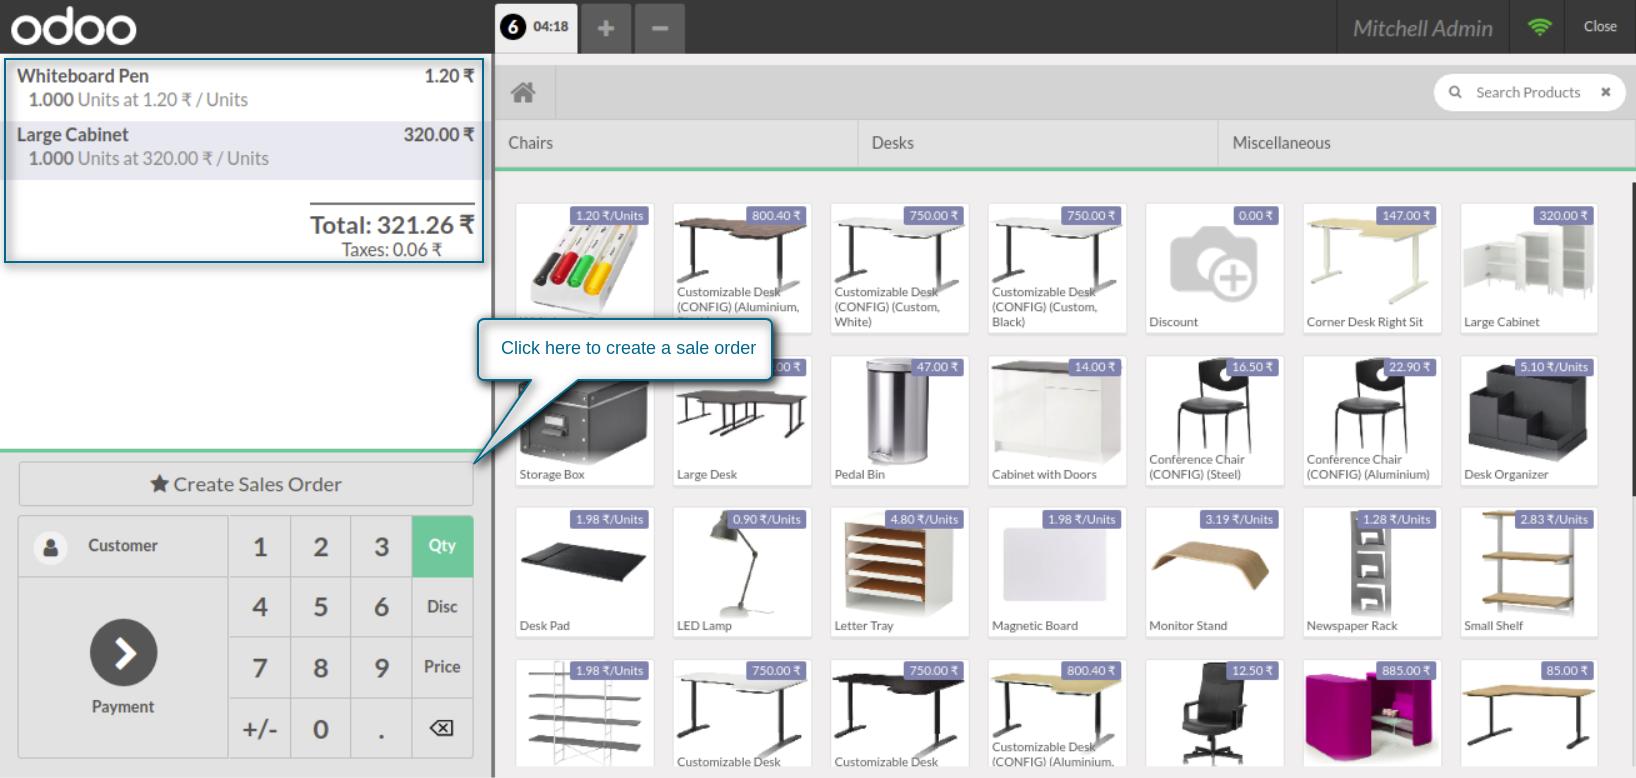 odoo
6 04:18
Mitchell Admin
Close
Whiteboard Pen 1.20 ₹
1.000 Units at 1.20 ₹ / Units
Large Cabinet 320.00 ₹
1.000 Units at 320.00 ₹ / Units
Total: 321.26 ₹
Taxes: 0.06 ₹
Search Products
Chairs
Desks
Miscellaneous
1.20 ₹/Units
800.40 ₹
Customizable Desk
(CONFIG) (Aluminium,
750.00 ₹
Customizable Desk
(CONFIG) (Custom,
White)
750.00 ₹
Customizable Desk
(CONFIG) (Custom,
Black)
0.00 ₹
Discount
147.00 ₹
Corner Desk Right Sit
320.00 ₹
Large Cabinet
Click here to create a sale order
Storage Box
Large Desk
47.00 ₹
Pedal Bin
14.00 ₹
Cabinet with Doors
16.50 ₹
Conference Chair
(CONFIG) (Steel)
22.90 ₹
Conference Chair
(CONFIG) (Aluminium)
5.10 ₹/Units
Desk Organizer
1.98 ₹/Units
Desk Pad
0.90 ₹/Units
LED Lamp
4.80 ₹/Units
Letter Tray
1.98 ₹/Units
Magnetic Board
3.19 ₹/Units
Monitor Stand
1.28 ₹/Units
Newspaper Rack
2.83 ₹/Units
Small Shelf
1.98 ₹/Units
750.00 ₹
Customizable Desk
750.00 ₹
Customizable Desk
800.40 ₹
Customizable Desk
(CONFIG) (Aluminium,
12.50 ₹
885.00 ₹
85.00 ₹
Create Sales Order
Customer
1 2 3 Qty
4 5 6 Disc
7 8 9 Price
+/- 0 .
Payment